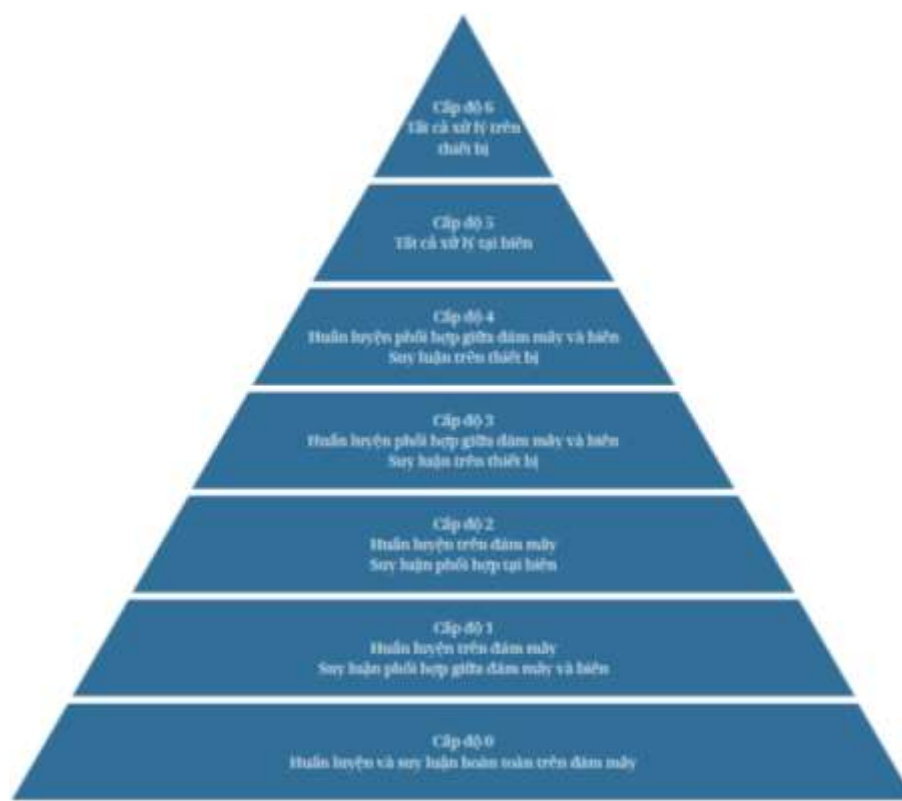 Cấp độ 6
Tất cả xử lý trên
thiết bị
Cấp độ 5
Tất cả xử lý tại biên
Cấp độ 4
Huấn luyện phối hợp giữa đám mây và biên
Suy luận trên thiết bị
Cấp độ 3
Huấn luyện phối hợp giữa đám mây và biên
Suy luận trên thiết bị
Cấp độ 2
Huấn luyện trên đám mây
Suy luận phối hợp tại biên
Cấp độ 1
Huấn luyện trên đám mây
Suy luận phối hợp giữa đám mây và biên
Cấp độ 0
Huấn luyện và suy luận hoàn toàn trên đám mây